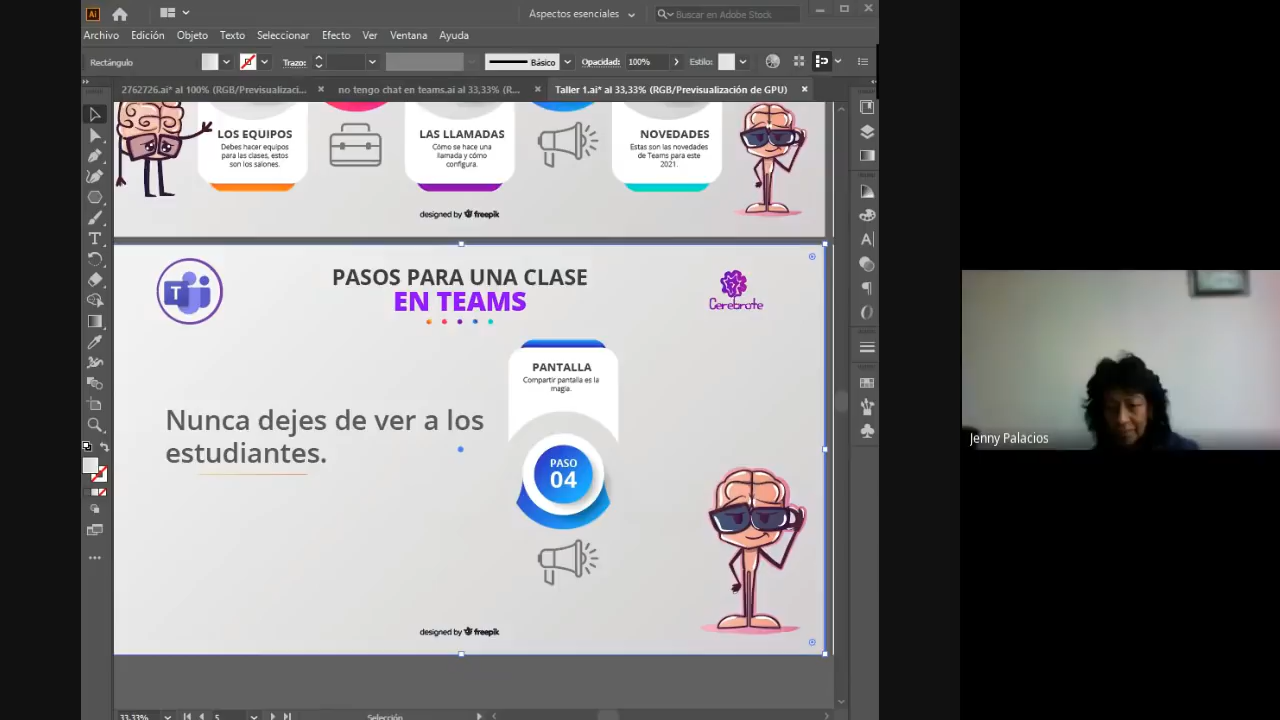 Ai
Aspectos esenciales
Buscar en Adobe Stock
Archivo Edición Objeto Texto Seleccionar Efecto Ver Ventana Ayuda
Rectángulo
Trazo:
Básico
Opacidad: 100%
Estilo:
2762726.ai* al 100% (RGB/Previsualizaci... ×
no tengo chat en teams.ai al 33,33% (R... ×
Taller 1.ai* al 33,33% (RGB/Previsualización de GPU) ×
LOS EQUIPOS
Debes hacer equipos
para las clases, estos
son los salones.
LAS LLAMADAS
Cómo se hace una
llamada y cómo
configura.
NOVEDADES
Estas son las novedades
de Teams para este
2021.
designed by freepik
T
PASOS PARA UNA CLASE
EN TEAMS
Cerebrote
PANTALLA
Compartir pantalla es la
magia.
Nunca dejes de ver a los
estudiantes.
PASO
04
designed by freepik
33,33%
5
Selección
Jenny Palacios